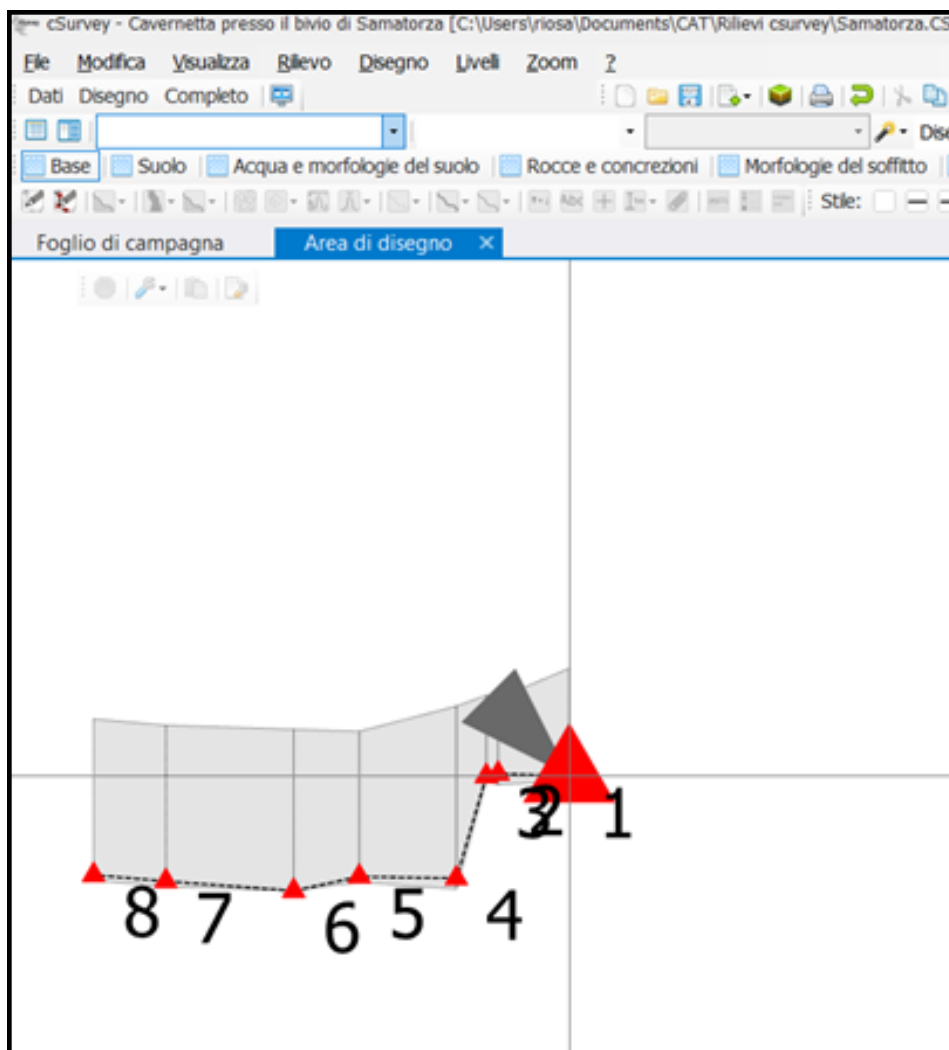 cSurvey - Cavernetta presso il bivio di Samatorza [C:\Users\riosa\Documents\CAT\Rilievi csurvey\Samatorza.CS
File Modifica Visualizza Rilievo Disegno Livelli Zoom ?
Dati Disegno Completo
Dise
Base Suolo Acqua e morfologie del suolo Rocce e concrezioni Morfologie del soffitto
Abc Stile:
Foglio di campagna Area di disegno ×
3 2 1
8 7 6 5 4